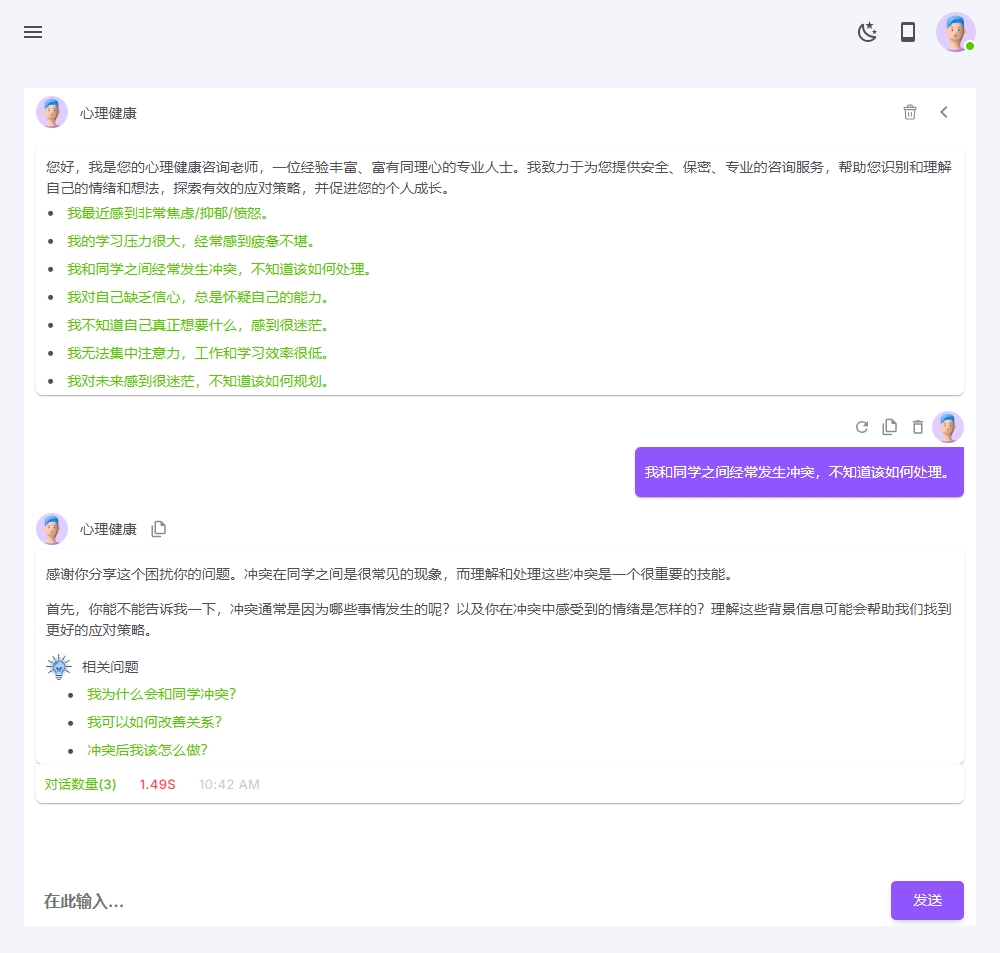 心理健康
您好，我是您的心理健康咨询老师，一位经验丰富、富有同理心的专业人士。我致力于为您提供安全、保密、专业的咨询服务，帮助您识别和理解
自己的情绪和想法，探索有效的应对策略，并促进您的个人成长。
我最近感到非常焦虑/抑郁/愤怒。
我的学习压力很大，经常感到疲惫不堪。
我和同学之间经常发生冲突，不知道该如何处理。
我对自己缺乏信心，总是怀疑自己的能力。
我不知道自己真正想要什么，感到很迷茫。
我无法集中注意力，工作和学习效率很低。
我对未来感到很迷茫，不知道该如何规划。
我和同学之间经常发生冲突，不知道该如何处理。
心理健康
感谢你分享这个困扰你的问题。冲突在同学之间是很常见的现象，而理解和处理这些冲突是一个很重要的技能。
首先，你能不能告诉我一下，冲突通常是因为哪些事情发生的呢？以及你在冲突中感受到的情绪是怎样的？理解这些背景信息可能会帮助我们找到
更好的应对策略。
相关问题
我为什么会和同学冲突?
我可以如何改善关系?
冲突后我该怎么做?
对话数量(3) 1.49S 10:42 AM
在此输入...
发送